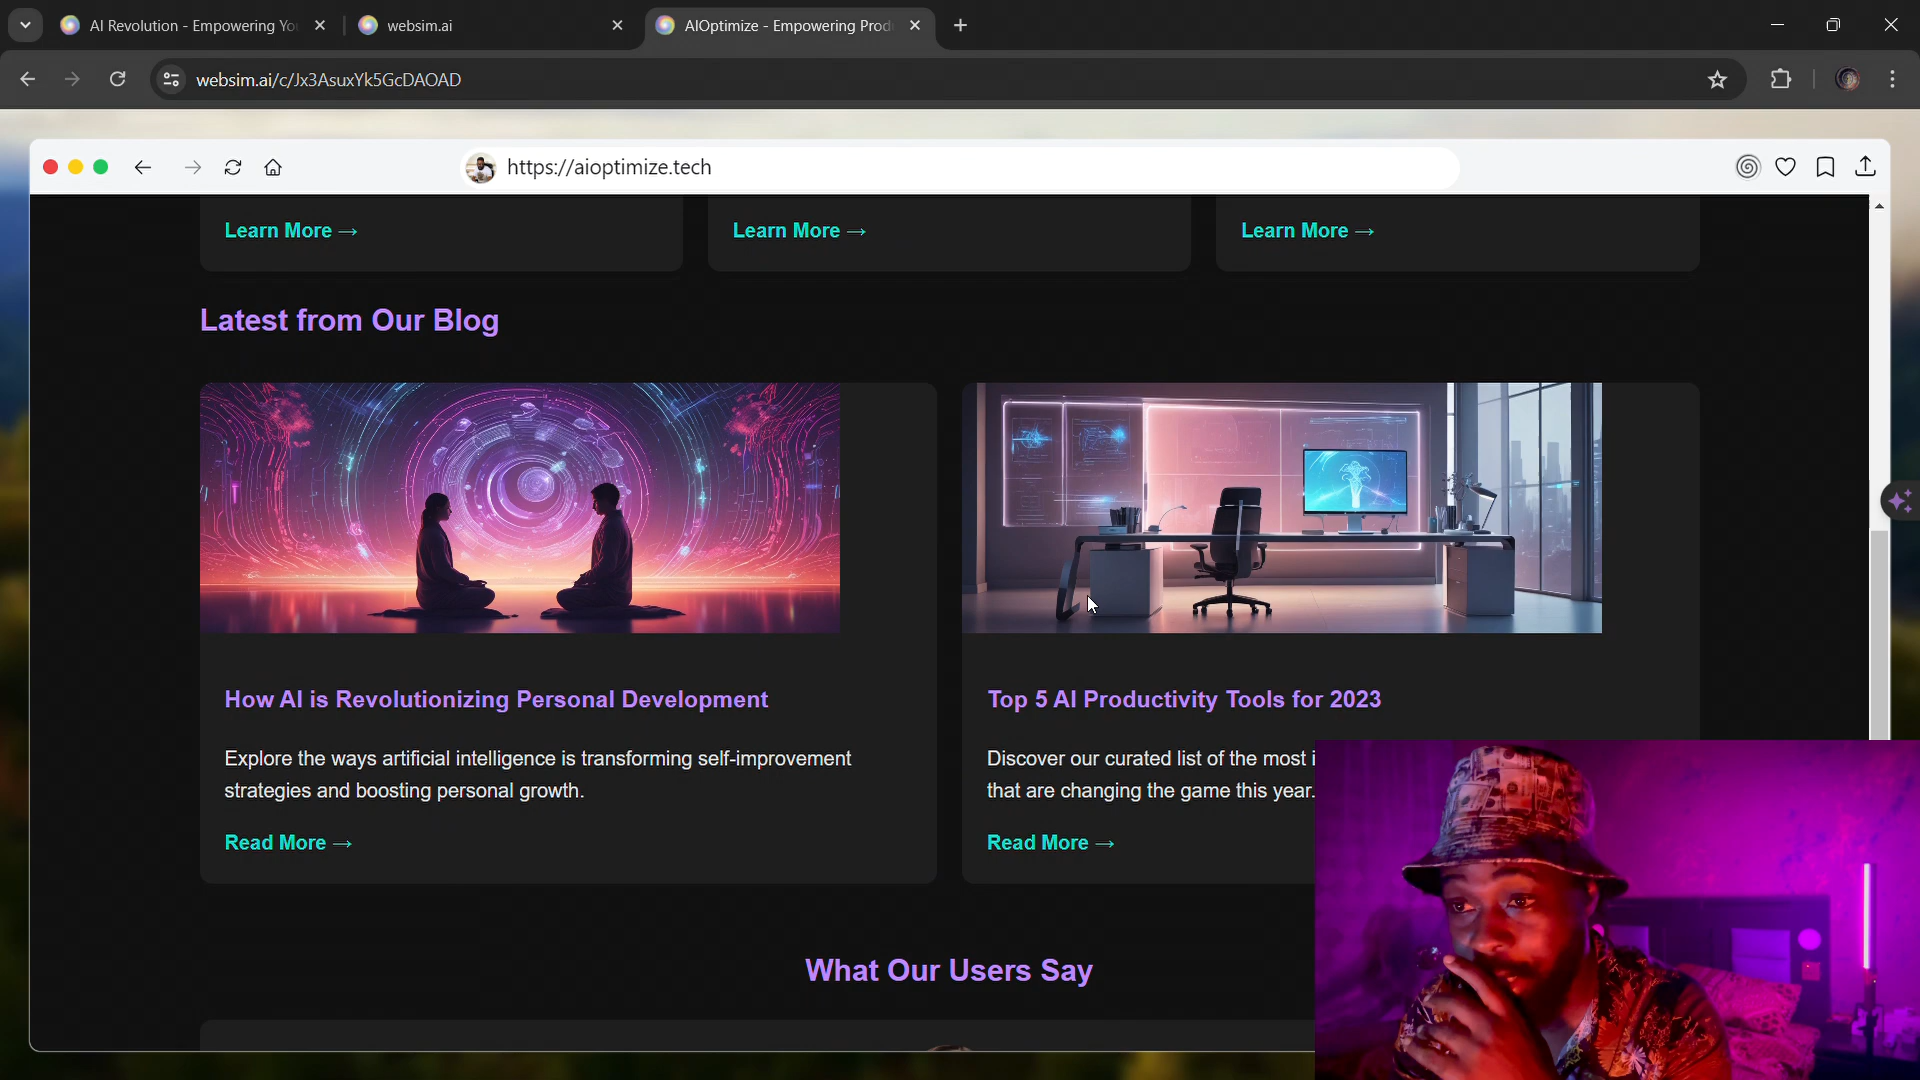 AI Revolution - Empowering Yo
websim.ai
AIOptimize - Empowering Prod
websim.ai/c/Jx3AsuxYk5GcDAOAD
https://aioptimize.tech
Learn More →
Learn More →
Learn More →
Latest from Our Blog
How AI is Revolutionizing Personal Development
Explore the ways artificial intelligence is transforming self-improvement
strategies and boosting personal growth.
Read More →
Top 5 AI Productivity Tools for 2023
Discover our curated list of the most i
that are changing the game this year.
Read More →
What Our Users Say